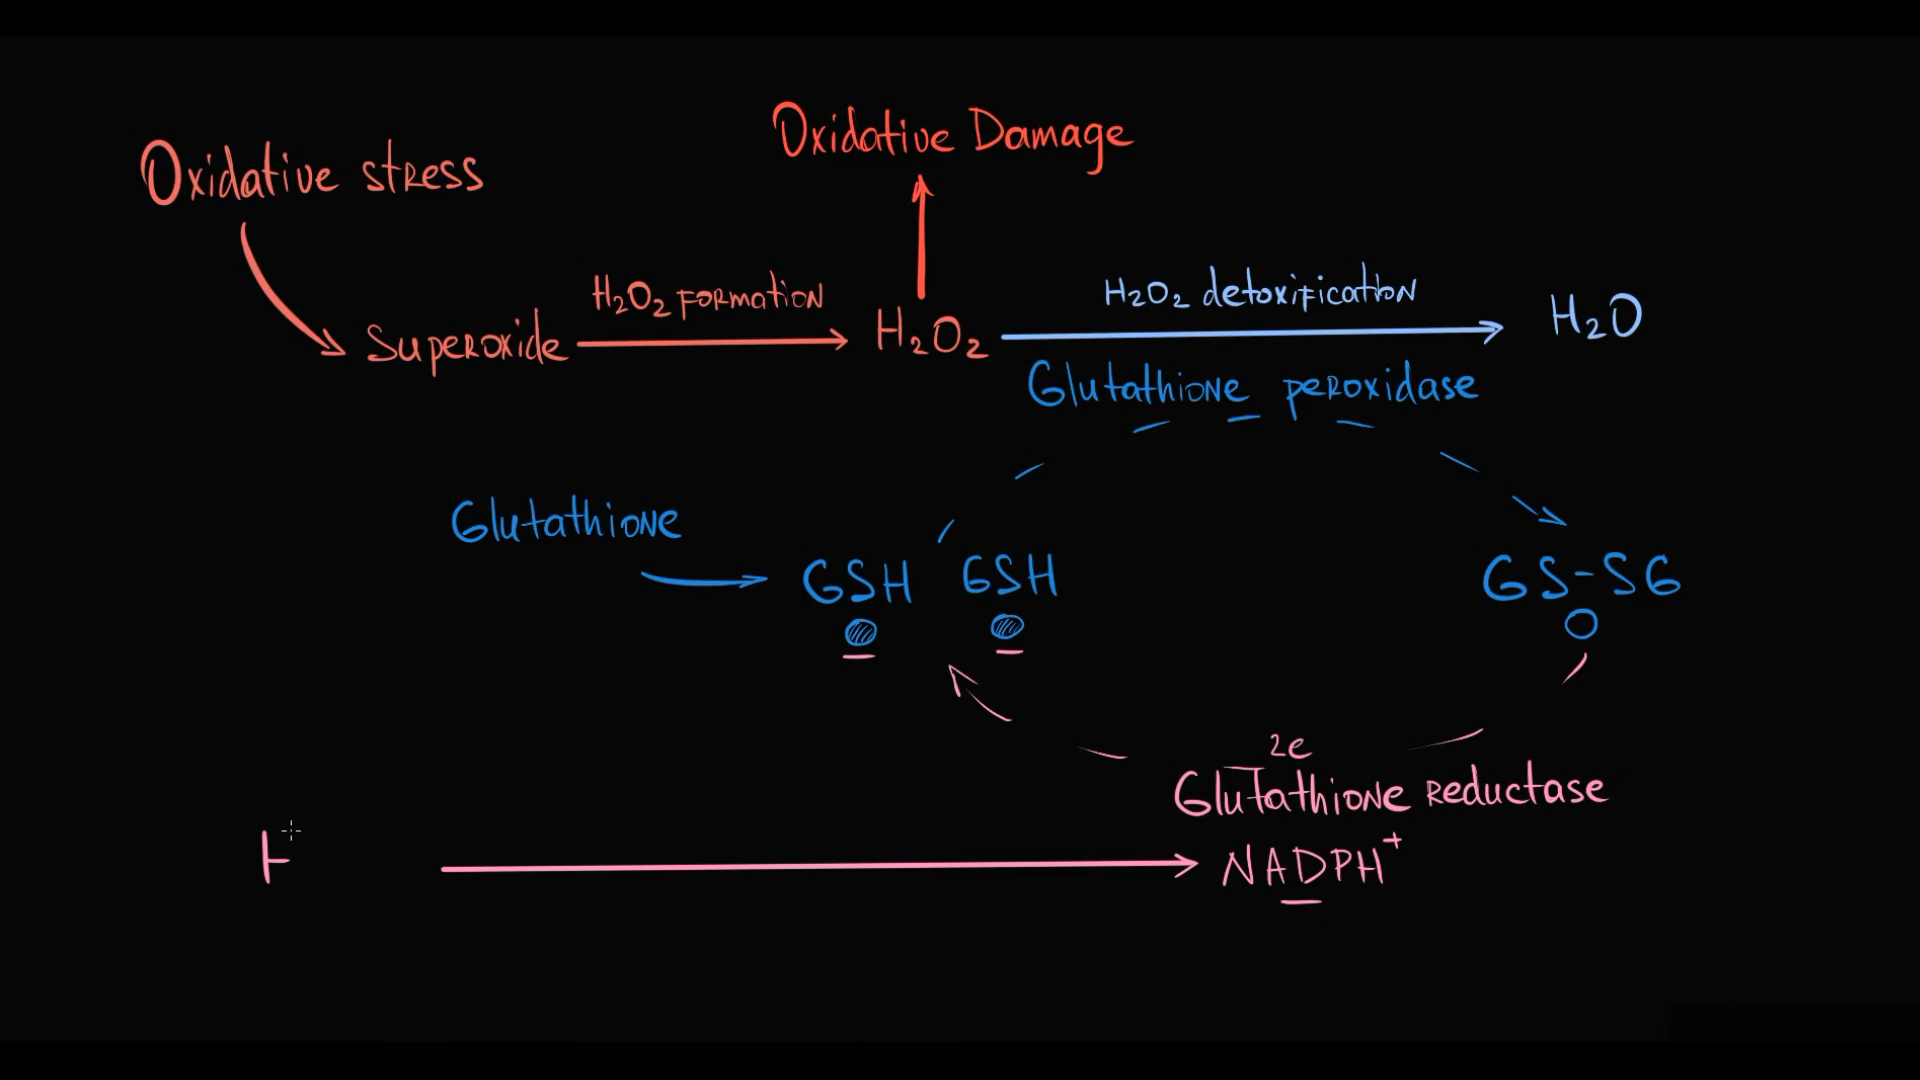 Oxidative Damage
Oxidative stress
H₂O₂ formation
H₂O₂ detoxification
Superoxide
H₂O₂
H₂O
Glutathione peroxidase
Glutathione
GSH GSH
GS-SG
2e
Glutathione reductase
NADPH⁺